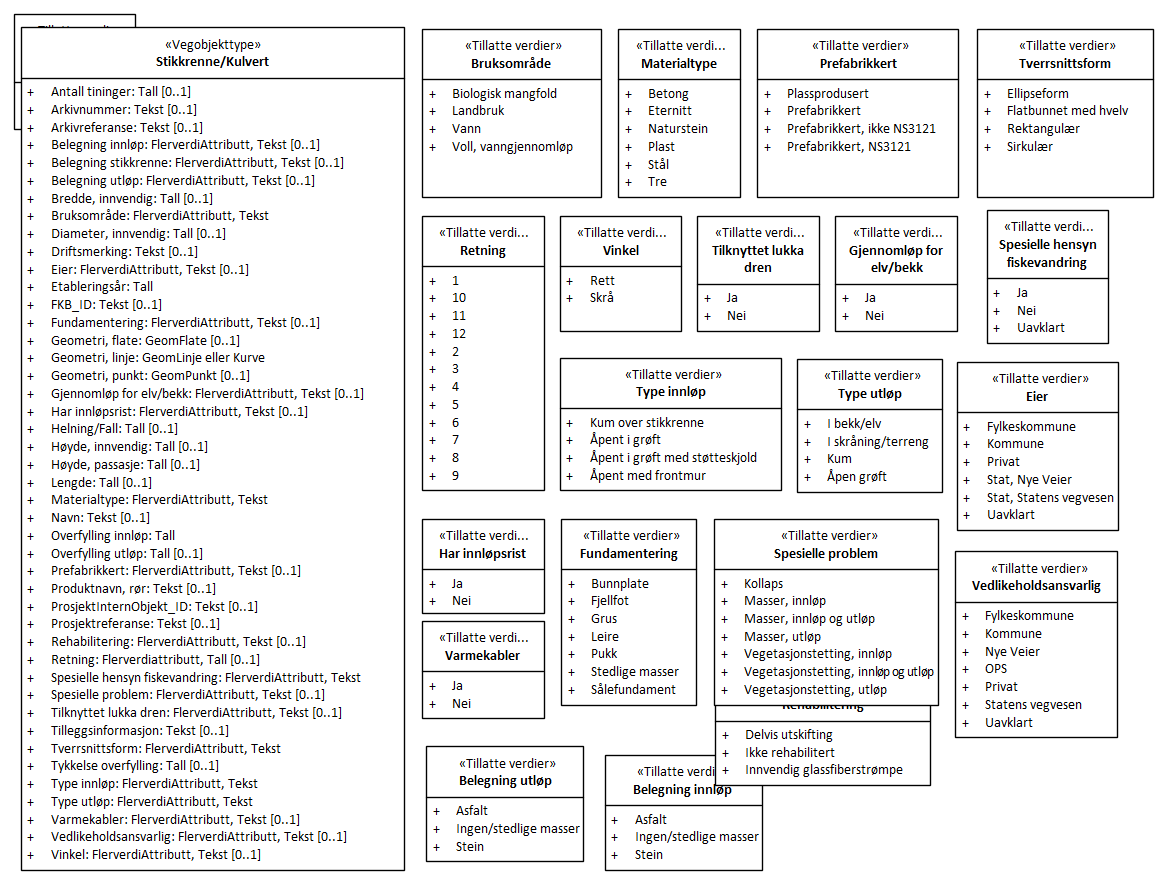 «Vegobjekttype»
Stikkrenne/Kulvert
+ Antall tininger: Tall [0..1]
+ Arkivnummer: Tekst [0..1]
+ Arkivreferanse: Tekst [0..1]
+ Belegning innløp: FlerverdiAttributt, Tekst [0..1]
+ Belegning stikkrenne: FlerverdiAttributt, Tekst [0..1]
+ Belegning utløp: FlerverdiAttributt, Tekst [0..1]
+ Bredde, innvendig: Tall [0..1]
+ Bruksområde: FlerverdiAttributt, Tekst
+ Diameter, innvendig: Tall [0..1]
+ Driftsmerking: Tekst [0..1]
+ Eier: FlerverdiAttributt, Tekst [0..1]
+ Etableringsår: Tall
+ FKB_ID: Tekst [0..1]
+ Fundamentering: FlerverdiAttributt, Tekst [0..1]
+ Geometri, flate: GeomFlate [0..1]
+ Geometri, linje: GeomLinje eller Kurve
+ Geometri, punkt: GeomPunkt [0..1]
+ Gjennomløp for elv/bekk: FlerverdiAttributt, Tekst [0..1]
+ Har innløpsrist: FlerverdiAttributt, Tekst [0..1]
+ Helning/Fall: Tall [0..1]
+ Høyde, innvendig: Tall [0..1]
+ Høyde, passasje: Tall [0..1]
+ Lengde: Tall [0..1]
+ Materialtype: FlerverdiAttributt, Tekst
+ Navn: Tekst [0..1]
+ Overfylling innløp: Tall
+ Overfylling utløp: Tall [0..1]
+ Prefabrikkert: FlerverdiAttributt, Tekst [0..1]
+ Produktnavn, rør: Tekst [0..1]
+ ProsjektInternObjekt_ID: Tekst [0..1]
+ Prosjektreferanse: Tekst [0..1]
+ Rehabilitering: FlerverdiAttributt, Tekst [0..1]
+ Retning: Flerverdiattributt, Tall [0..1]
+ Spesielle hensyn fiskevandring: FlerverdiAttributt, Tekst
+ Spesielle problem: FlerverdiAttributt, Tekst [0..1]
+ Tilknyttet lukka dren: FlerverdiAttributt, Tekst [0..1]
+ Tilleggsinformasjon: Tekst [0..1]
+ Tverrsnittsform: FlerverdiAttributt, Tekst
+ Tykkelse overfylling: Tall [0..1]
+ Type innløp: FlerverdiAttributt, Tekst
+ Type utløp: FlerverdiAttributt, Tekst
+ Varmekabler: FlerverdiAttributt, Tekst [0..1]
+ Vedlikeholdsansvarlig: FlerverdiAttributt, Tekst [0..1]
+ Vinkel: FlerverdiAttributt, Tekst [0..1]
«Tillatte verdier»
Bruksområde
+ Biologisk mangfold
+ Landbruk
+ Vann
+ Voll, vanngjennomløp
«Tillatte verdi...
Materialtype
+ Betong
+ Eternitt
+ Naturstein
+ Plast
+ Stål
+ Tre
«Tillatte verdier»
Prefabrikkert
+ Plassprodusert
+ Prefabrikkert
+ Prefabrikkert, ikke NS3121
+ Prefabrikkert, NS3121
«Tillatte verdier»
Tverrsnittsform
+ Ellipseform
+ Flatbunnet med hvelv
+ Rektangulær
+ Sirkulær
«Tillatte verdi...
Retning
+ 1
+ 10
+ 11
+ 12
+ 2
+ 3
+ 4
+ 5
+ 6
+ 7
+ 8
+ 9
«Tillatte verdi...
Vinkel
+ Rett
+ Skrå
«Tillatte verdi...
Tilknyttet lukka
dren
+ Ja
+ Nei
«Tillatte verdi...
Gjennomløp for
elv/bekk
+ Ja
+ Nei
«Tillatte verdi...
Spesielle hensyn
fiskevandring
+ Ja
+ Nei
+ Uavklart
«Tillatte verdier»
Type innløp
+ Kum over stikkrenne
+ Åpent i grøft
+ Åpent i grøft med støtteskjold
+ Åpent med frontmur
«Tillatte verdier»
Type utløp
+ I bekk/elv
+ I skråning/terreng
+ Kum
+ Åpen grøft
«Tillatte verdier»
Eier
+ Fylkeskommune
+ Kommune
+ Privat
+ Stat, Nye Veier
+ Stat, Statens vegvesen
+ Uavklart
«Tillatte verdi...
Har innløpsrist
+ Ja
+ Nei
«Tillatte verdier»
Fundamentering
+ Bunnplate
+ Fjellfot
+ Grus
+ Leire
+ Pukk
+ Stedlige masser
+ Sålefundament
«Tillatte verdier»
Spesielle problem
+ Kollaps
+ Masser, innløp
+ Masser, innløp og utløp
+ Masser, utløp
+ Vegetasjonstetting, innløp
+ Vegetasjonstetting, innløp og utløp
+ Vegetasjonstetting, utløp
«Tillatte verdier»
Vedlikeholdsansvarlig
+ Fylkeskommune
+ Kommune
+ Nye Veier
+ OPS
+ Privat
+ Statens vegvesen
+ Uavklart
«Tillatte verdi...
Varmekabler
+ Ja
+ Nei
Rehabilitering
+ Delvis utskifting
+ Ikke rehabilitert
+ Innvendig glassfiberstrømpe
«Tillatte verdier»
Belegning utløp
+ Asfalt
+ Ingen/stedlige masser
+ Stein
«Tillatte verdi
Belegning innløp
+ Asfalt
+ Ingen/stedlige masser
+ Stein